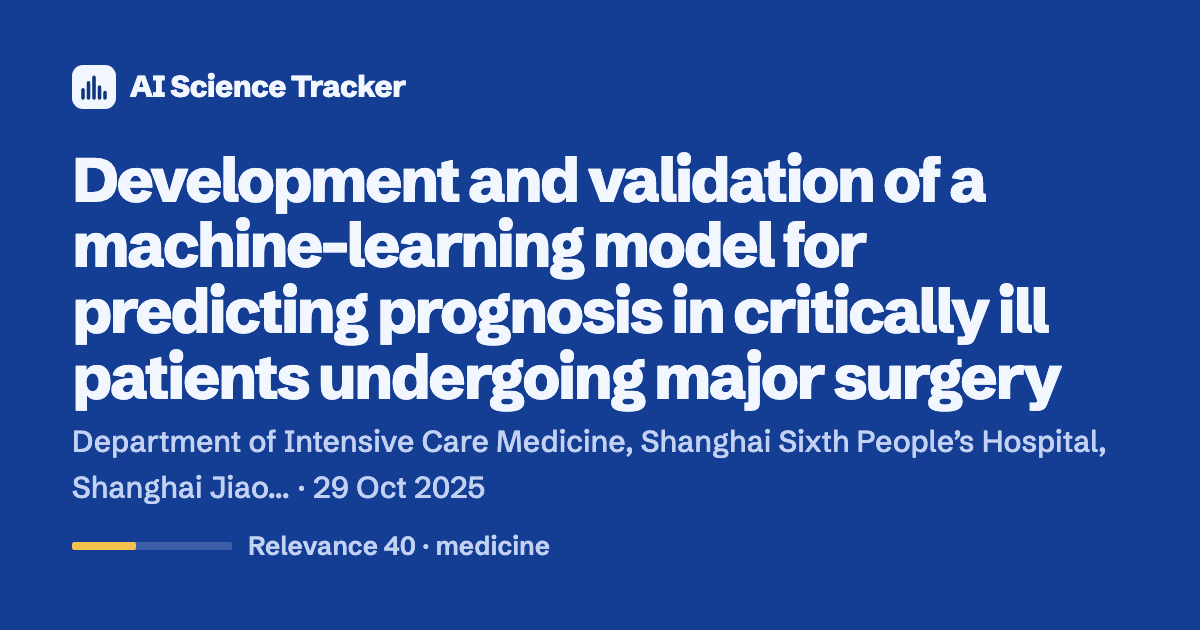 AI Science Tracker
Development and validation of a
machine-learning model for
predicting prognosis in critically ill
patients undergoing major surgery
Department of Intensive Care Medicine, Shanghai Sixth People’s Hospital,
Shanghai Jiao... · 29 Oct 2025
Relevance 40 · medicine